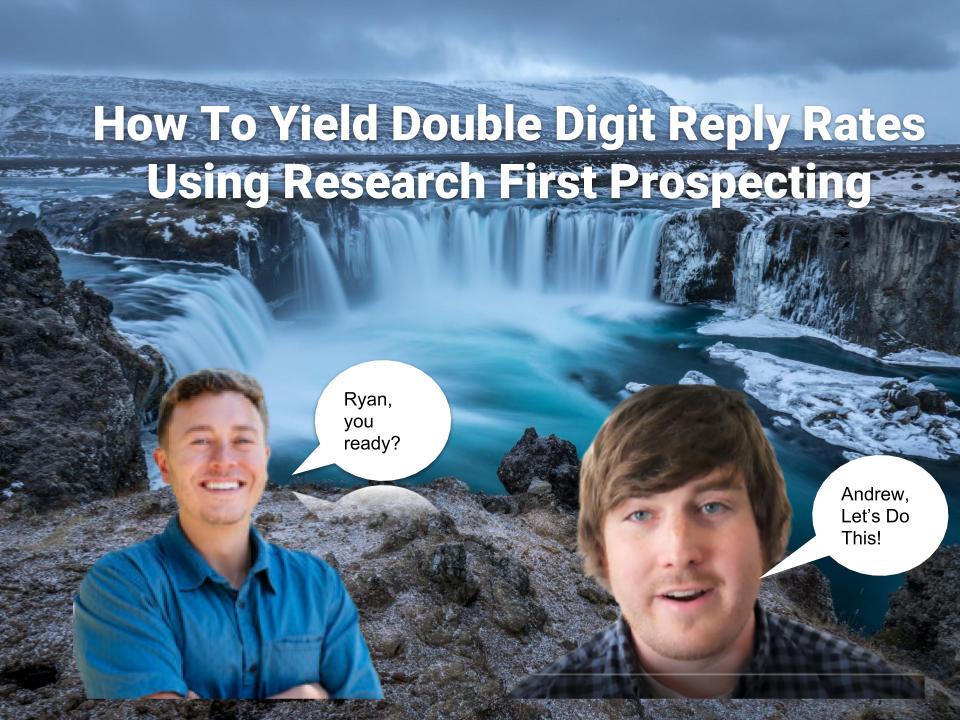 How To Yield Double Digit Reply Rates
Using Research First Prospecting
Ryan,
you
ready?
Andrew,
Let's Do
This!